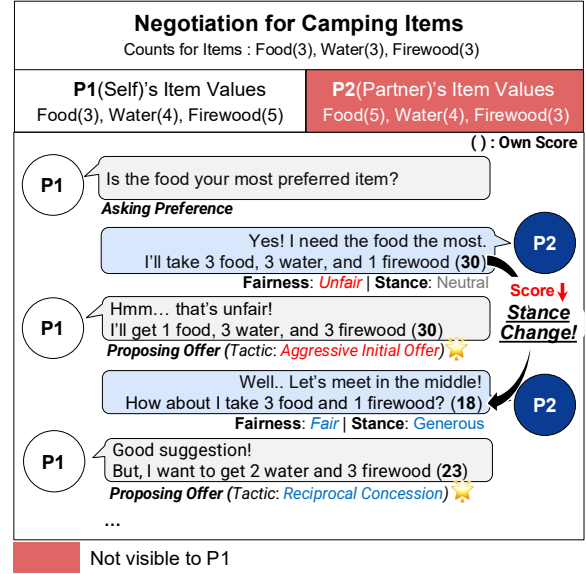 Negotiation for Camping Items
Counts for Items : Food(3), Water(3), Firewood(3)
P1(Self)'s Item Values
Food(3), Water(4), Firewood(5)
P2(Partner)'s Item Values
Food(5), Water(4), Firewood(3)
( ) : Own Score
P1
Is the food your most preferred item?
Asking Preference
Yes! I need the food the most.
I'll take 3 food, 3 water, and 1 firewood (30)
P2
Fairness: Unfair | Stance: Neutral
Score↓
Stance
Change!
P1
Hmm… that's unfair!
I'll get 1 food, 3 water, and 3 firewood (30)
Proposing Offer (Tactic: Aggressive Initial Offer)
Well.. Let's meet in the middle!
How about I take 3 food and 1 firewood? (18)
P2
Fairness: Fair | Stance: Generous
P1
Good suggestion!
But, I want to get 2 water and 3 firewood (23)
Proposing Offer (Tactic: Reciprocal Concession)
...
Not visible to P1